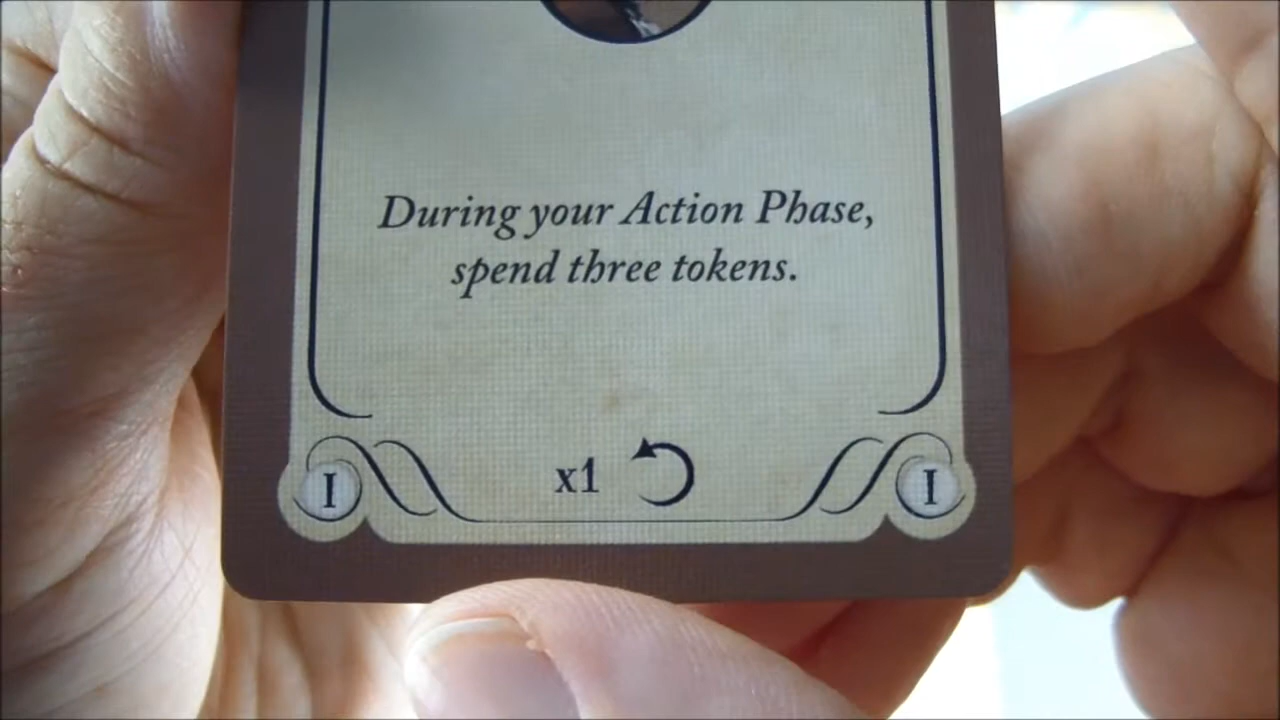 During your Action Phase,
spend three tokens.
x1
I I